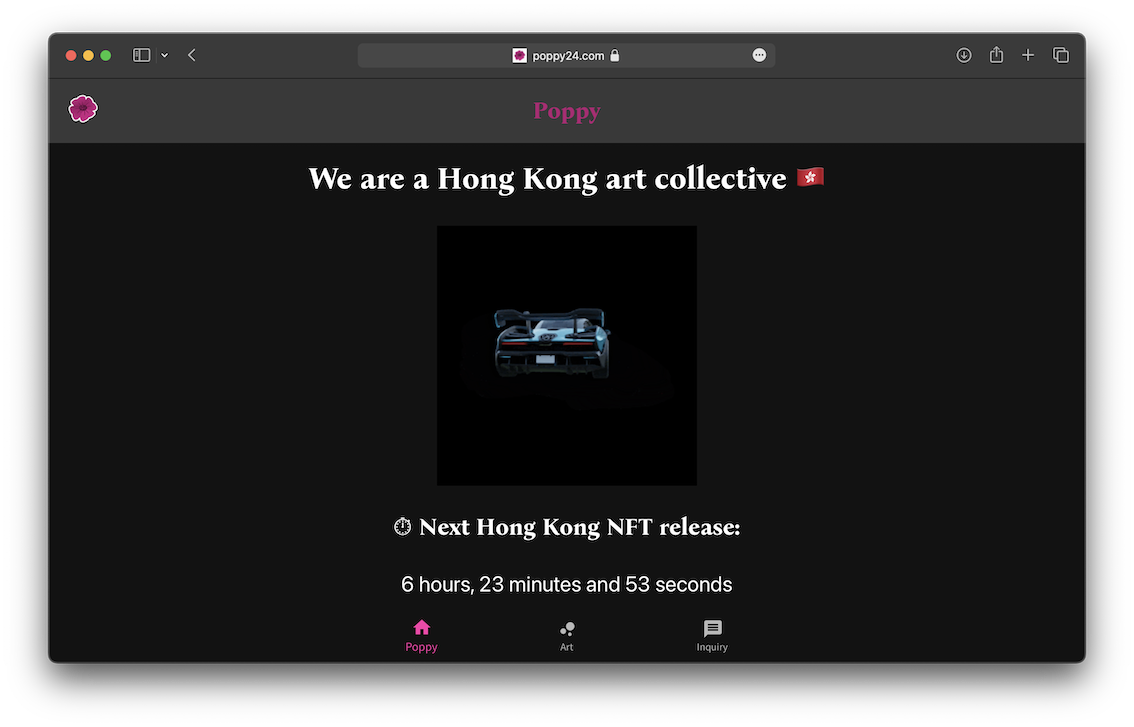 poppy24.com
Poppy
We are a Hong Kong art collective 🇭🇰
⏱ Next Hong Kong NFT release:
6 hours, 23 minutes and 53 seconds
Poppy
Art
Inquiry